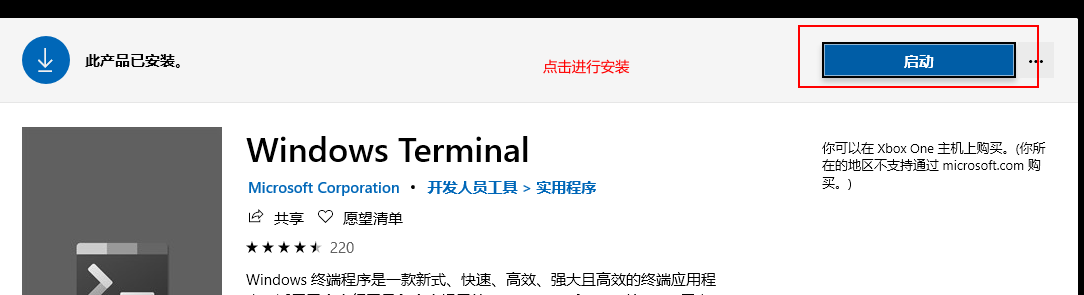 此产品已安装。
点击进行安装
启动
Windows Terminal
Microsoft Corporation • 开发人员工具 > 实用程序
共享 愿望清单
220
Windows 终端程序是一款新式、快速、高效、强大且高效的终端应用程
你可以在 Xbox One 主机上购买。(你所
在的地区不支持通过 microsoft.com 购
买。)